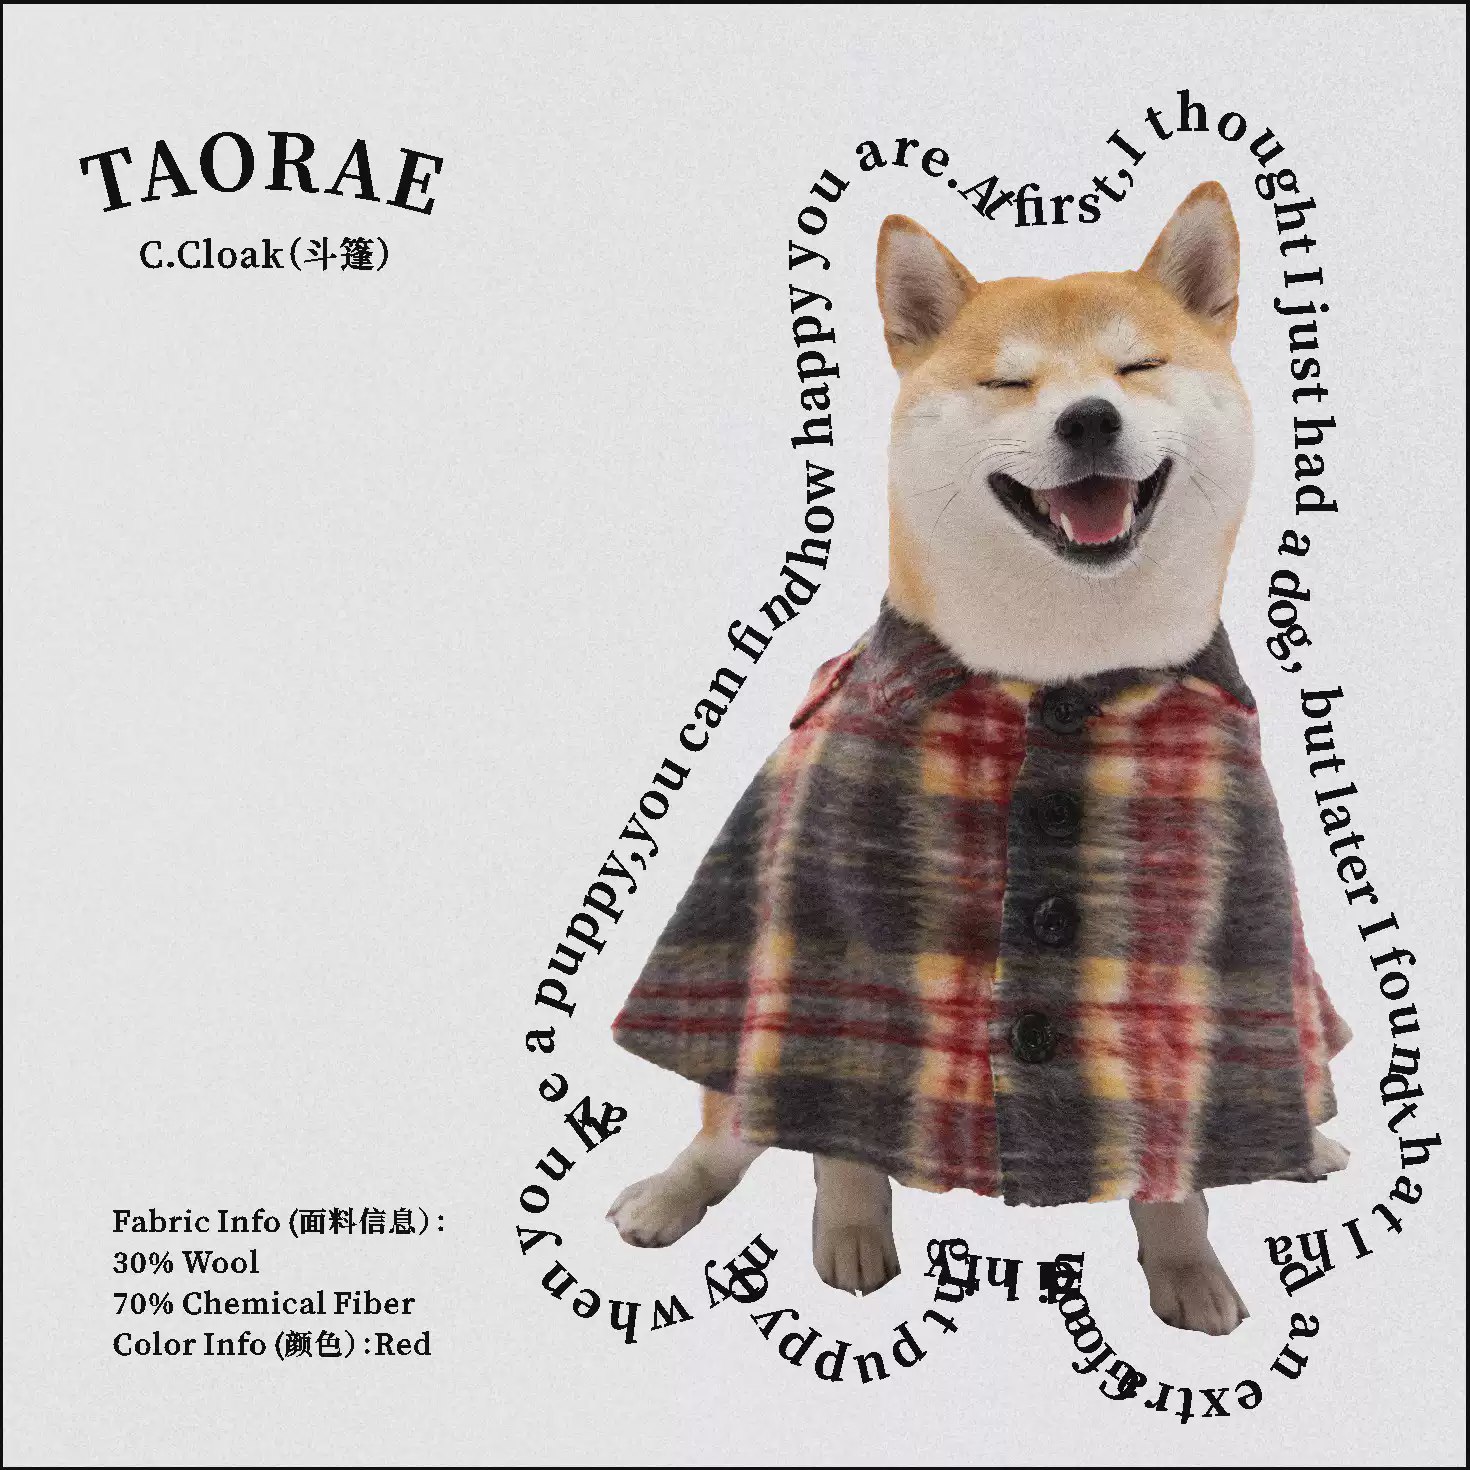 TAORAE
C.Cloak(斗篷)
At first,I thought I just had a dog, but later I found that I had an extra
puppy when you have a puppy,you can find how happy you are.
Fabric Info (面料信息):
30% Wool
70% Chemical Fiber
Color Info (颜色):Red